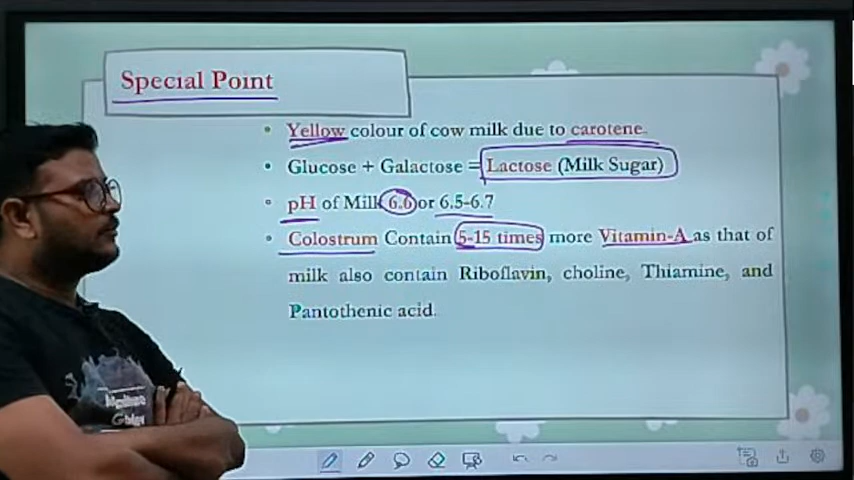 Special Point
• Yellow colour of cow milk due to carotene.
• Glucose + Galactose = Lactose (Milk Sugar)
• pH of Milk 6.6 or 6.5-6.7
• Colostrum Contain 5-15 times more Vitamin-A as that of
milk also contain Riboflavin, choline, Thiamine, and
Pantothenic acid.